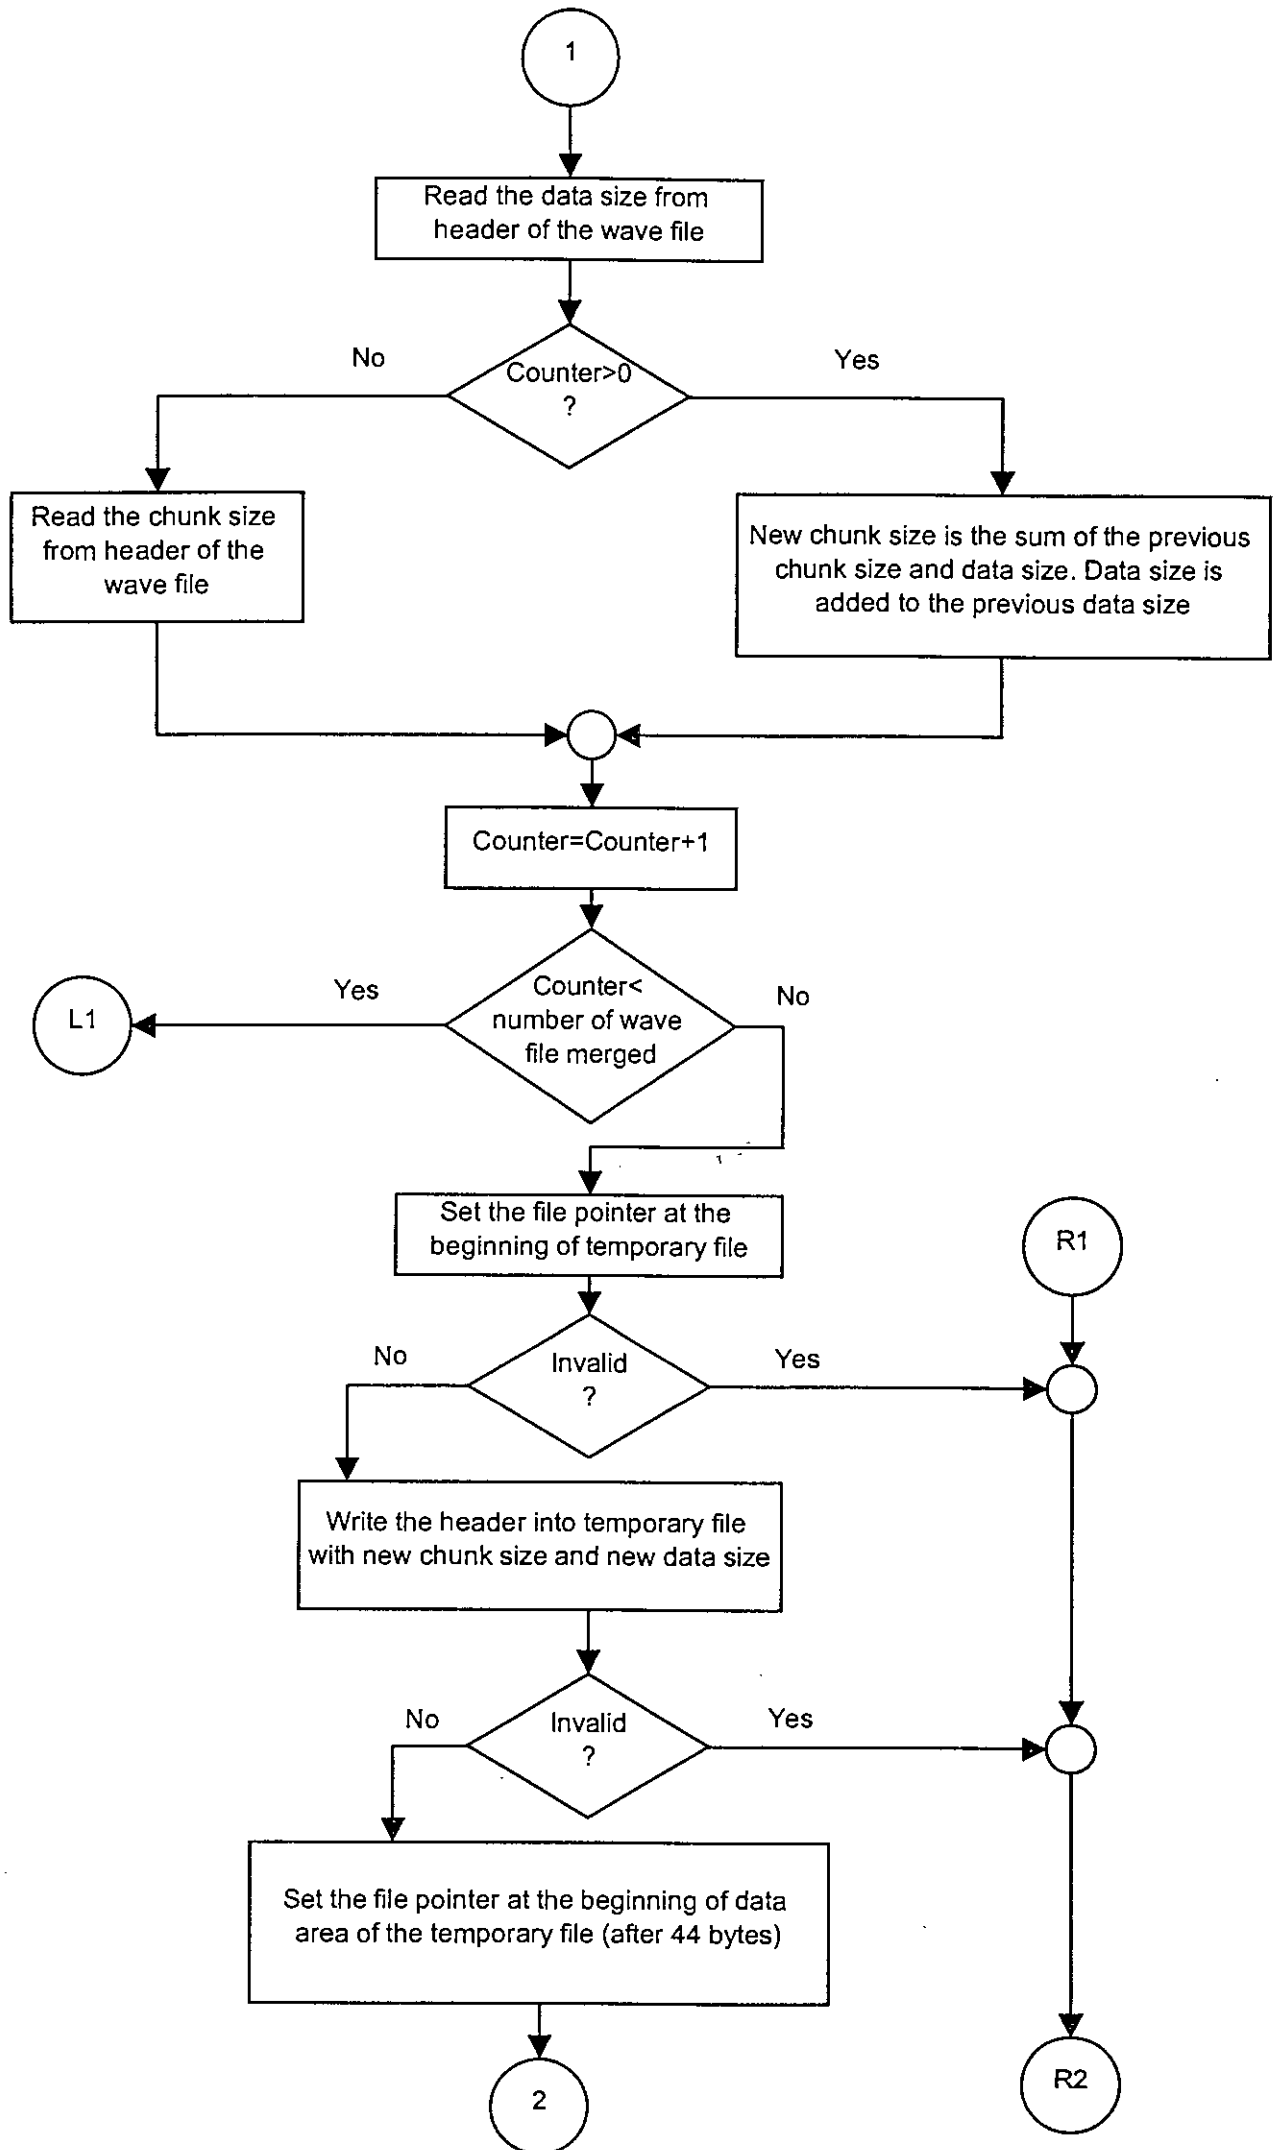 1
Read the data size from
header of the wave file
No
Yes
Counter>0
?
Read the chunk size
from header of the
wave file
New chunk size is the sum of the previous
chunk size and data size. Data size is
added to the previous data size
Counter=Counter+1
Yes
Counter<
number of wave
file merged
No
L1
Set the file pointer at the
beginning of temporary file
R1
No
Invalid
?
Yes
Write the header into temporary file
with new chunk size and new data size
No
Invalid
?
Yes
Set the file pointer at the beginning of data
area of the temporary file (after 44 bytes)
2
R2